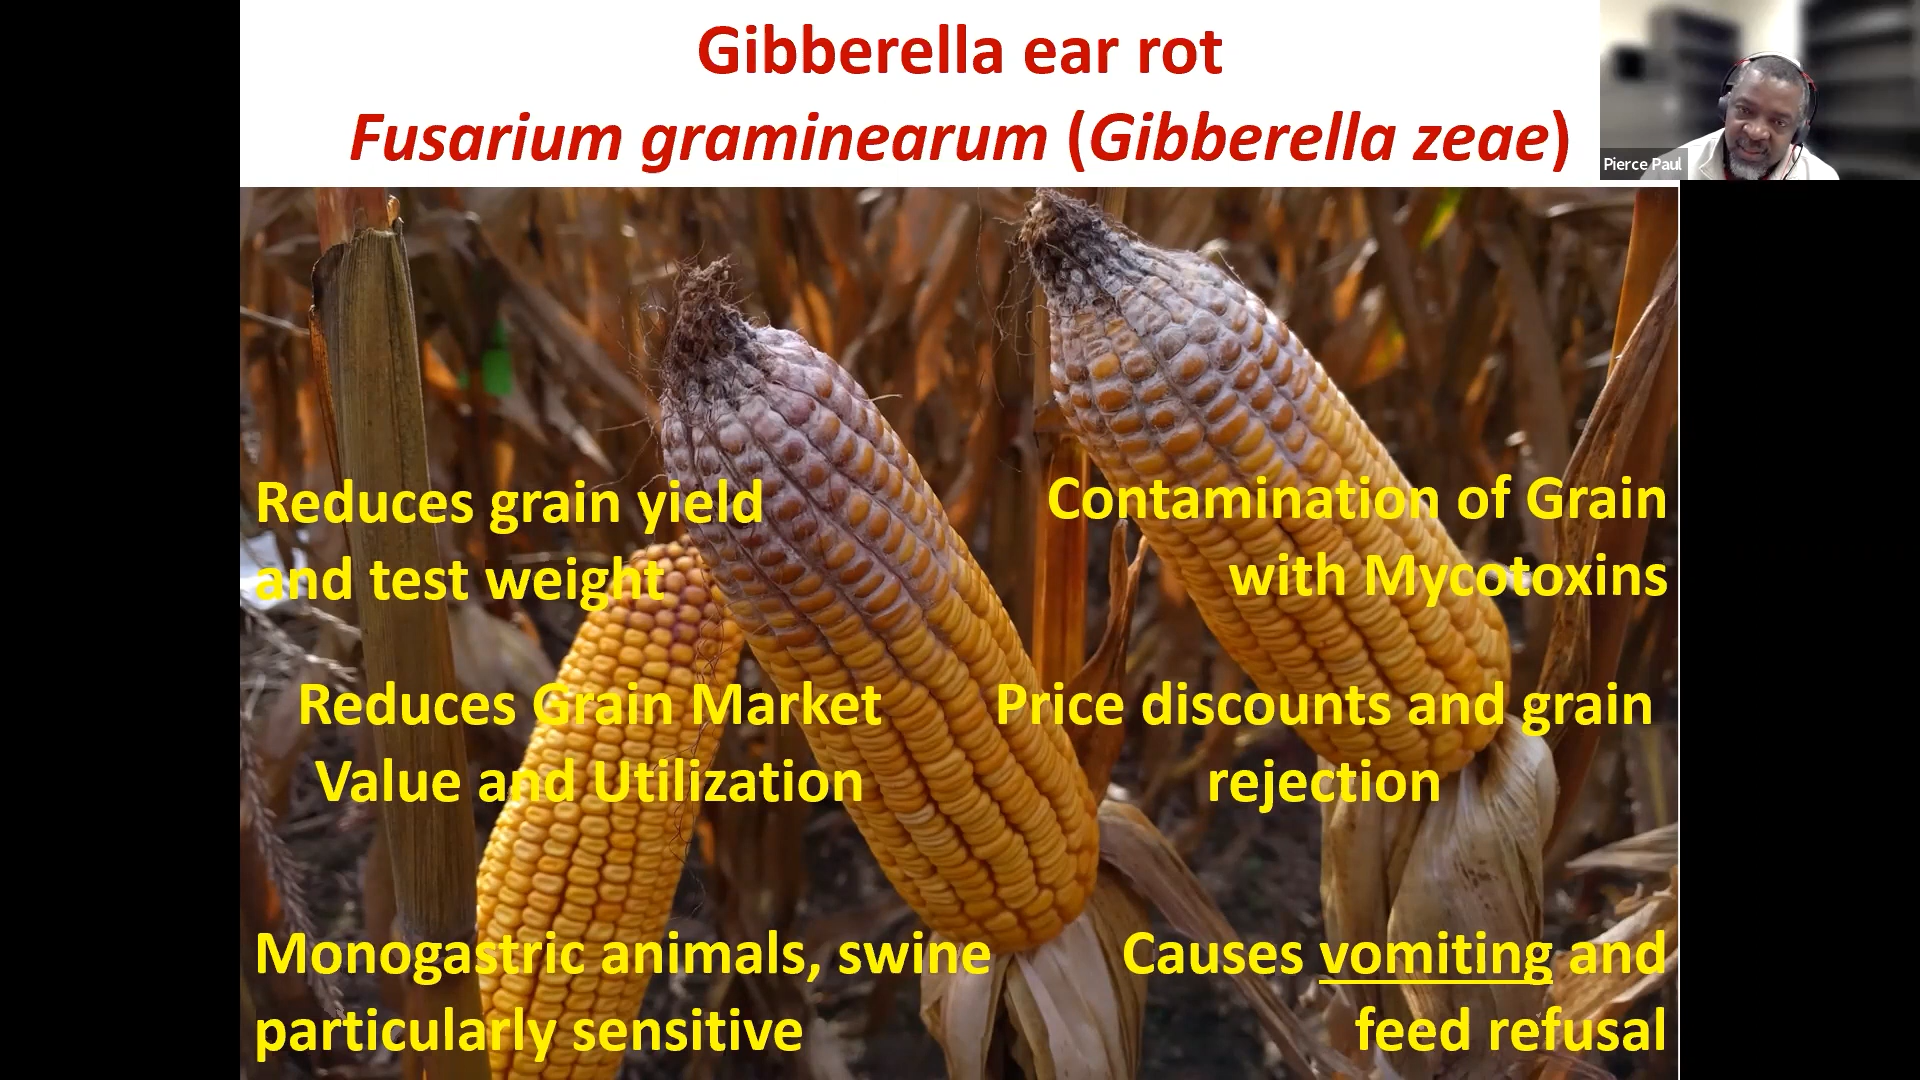 Gibberella ear rot
Fusarium graminearum (Gibberella zeae)
Pierce Paul
Reduces grain yield
and test weight
Contamination of Grain
with Mycotoxins
Reduces Grain Market
Value and Utilization
Price discounts and grain
rejection
Monogastric animals, swine
particularly sensitive
Causes vomiting and
feed refusal